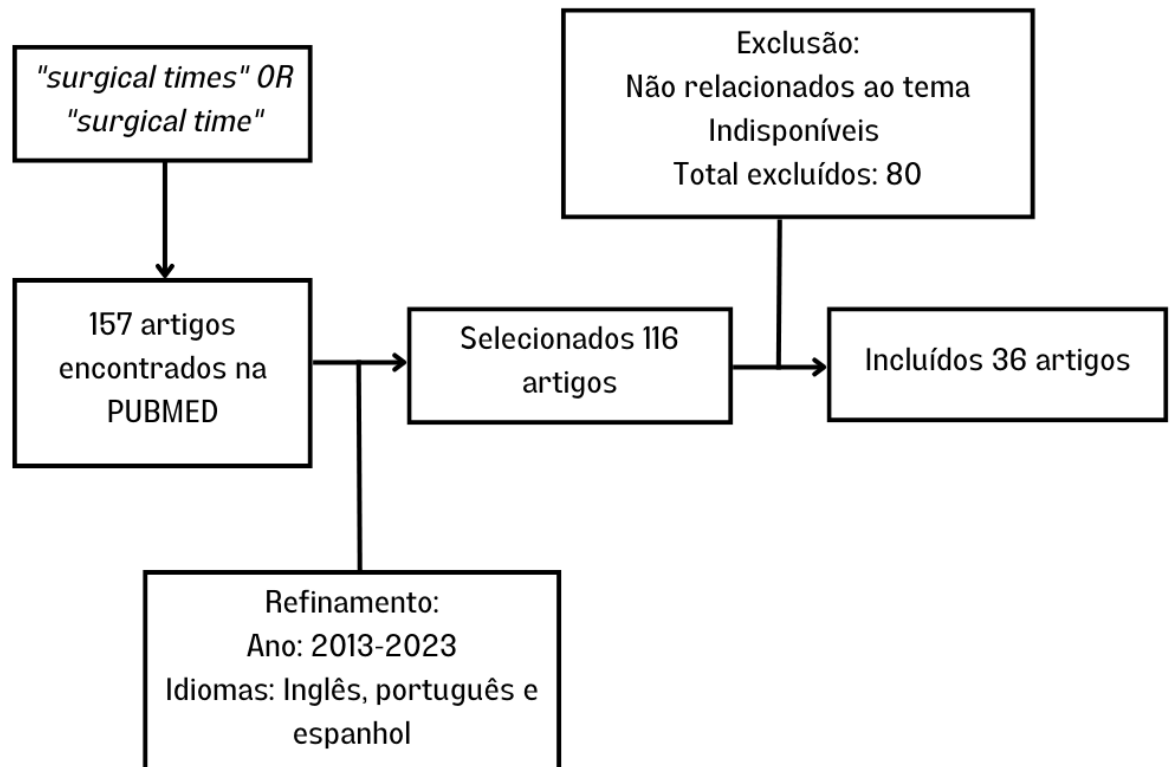 "surgical times" OR
"surgical time"
Exclusão:
Não relacionados ao tema
Indisponíveis
Total excluídos: 80
157 artigos
encontrados na
PUBMED
Selecionados 116
artigos
Incluídos 36 artigos
Refinamento:
Ano: 2013-2023
Idiomas: Inglês, português e
espanhol